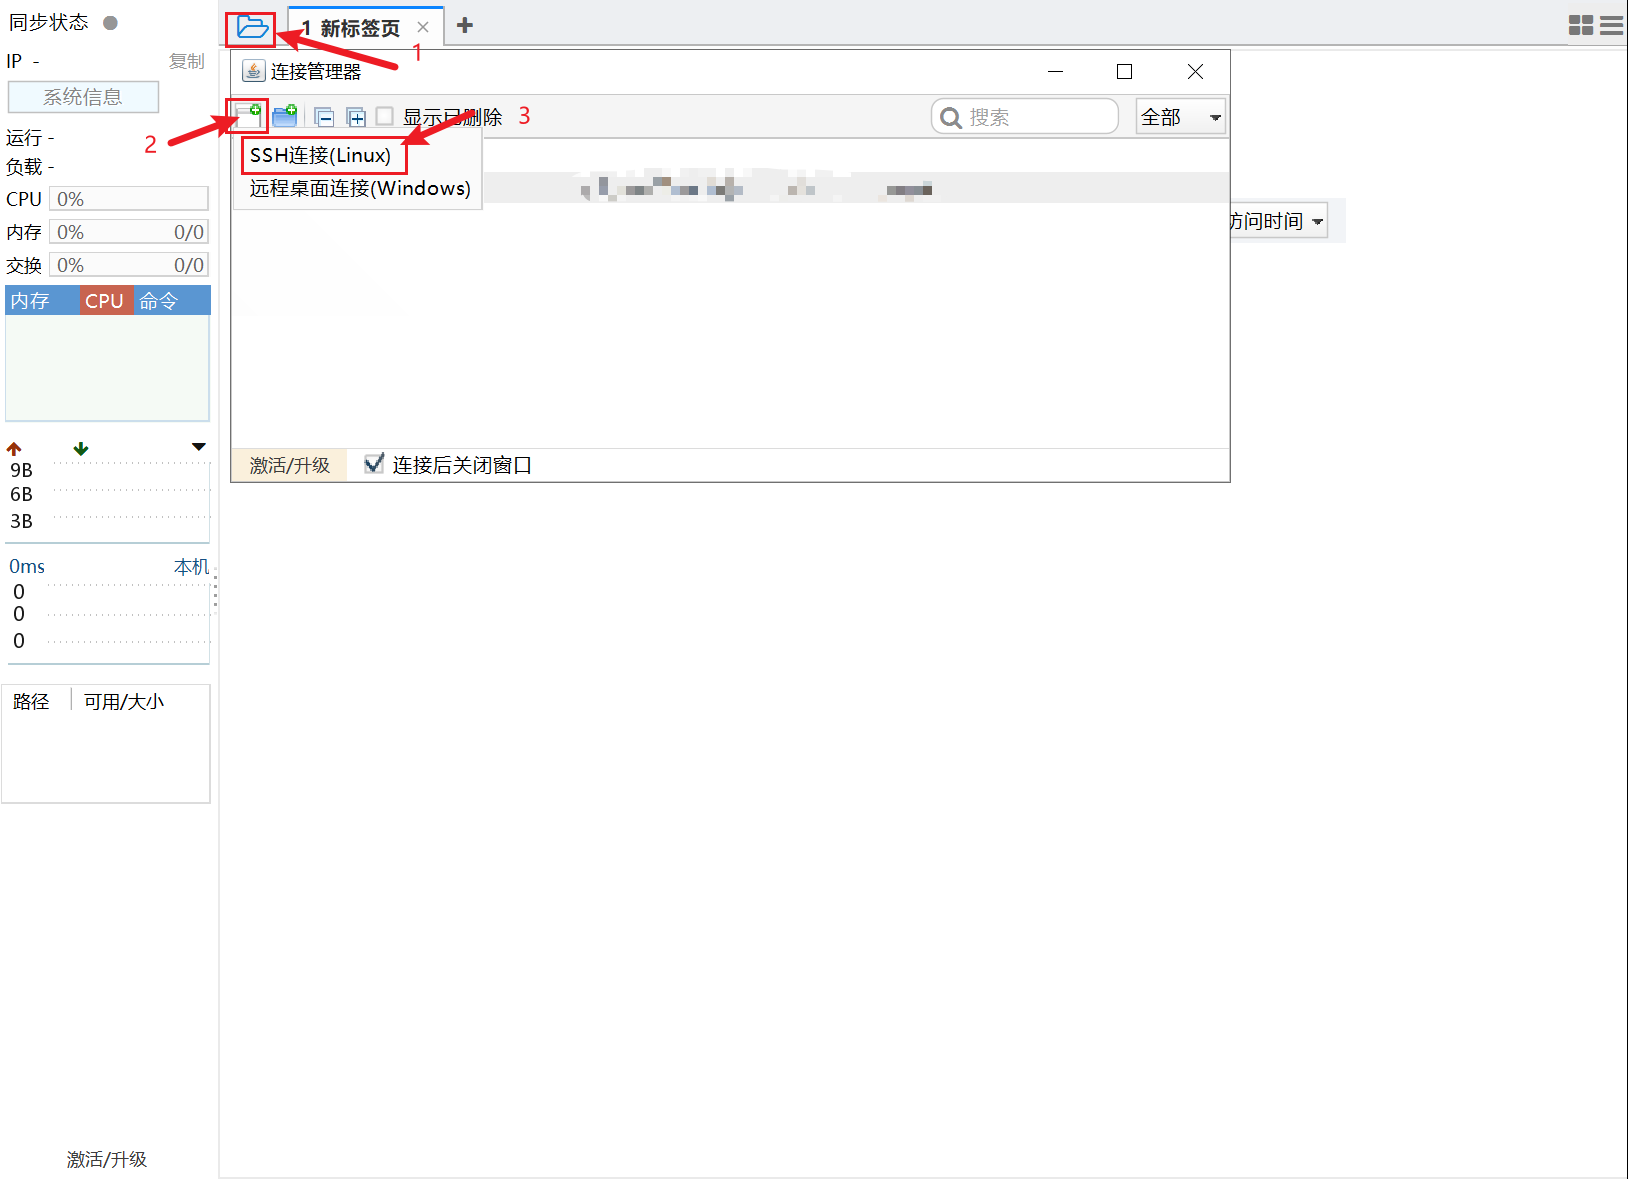 同步状态
IP -
复制
系统信息
运行 -
负载 -
CPU 0%
内存 0% 0/0
交换 0% 0/0
内存 CPU 命令
9B
6B
3B
0ms 本机
0
0
0
路径 可用/大小
激活/升级
1 新标签页
1
连接管理器
2
显示已删除
3
搜索
全部
SSH连接(Linux)
远程桌面连接(Windows)
访问时间
激活/升级
连接后关闭窗口